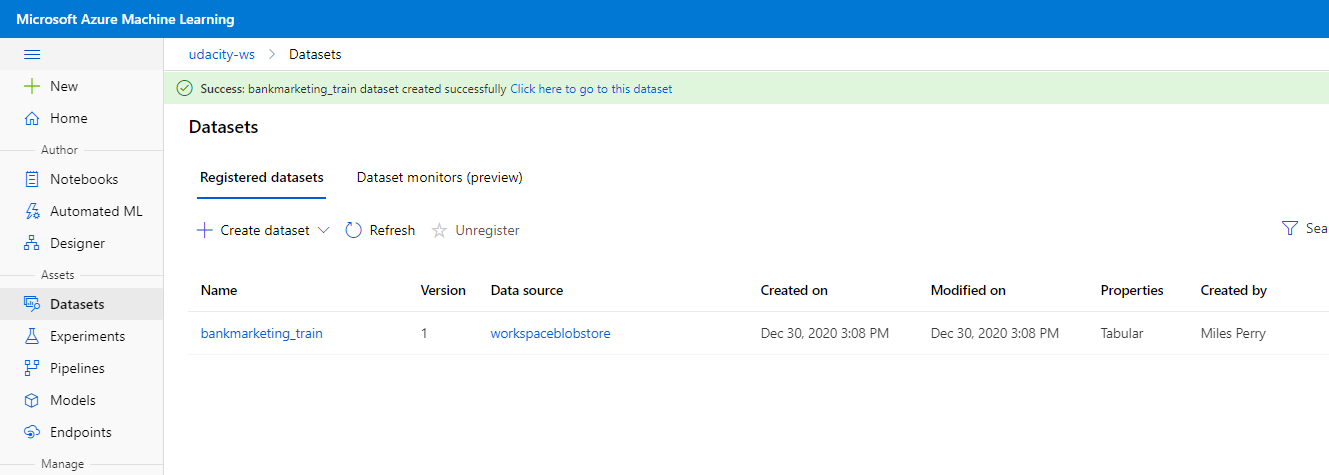 Microsoft Azure Machine Learning
udacity-ws > Datasets
New
Home
Author
Notebooks
Automated ML
Designer
Assets
Datasets
Experiments
Pipelines
Models
Endpoints
Manage
Success: bankmarketing_train dataset created successfully Click here to go to this dataset
Datasets
Registered datasets Dataset monitors (preview)
Create dataset Refresh Unregister Sea
Name Version Data source Created on Modified on Properties Created by
bankmarketing_train 1 workspaceblobstore Dec 30, 2020 3:08 PM Dec 30, 2020 3:08 PM Tabular Miles Perry